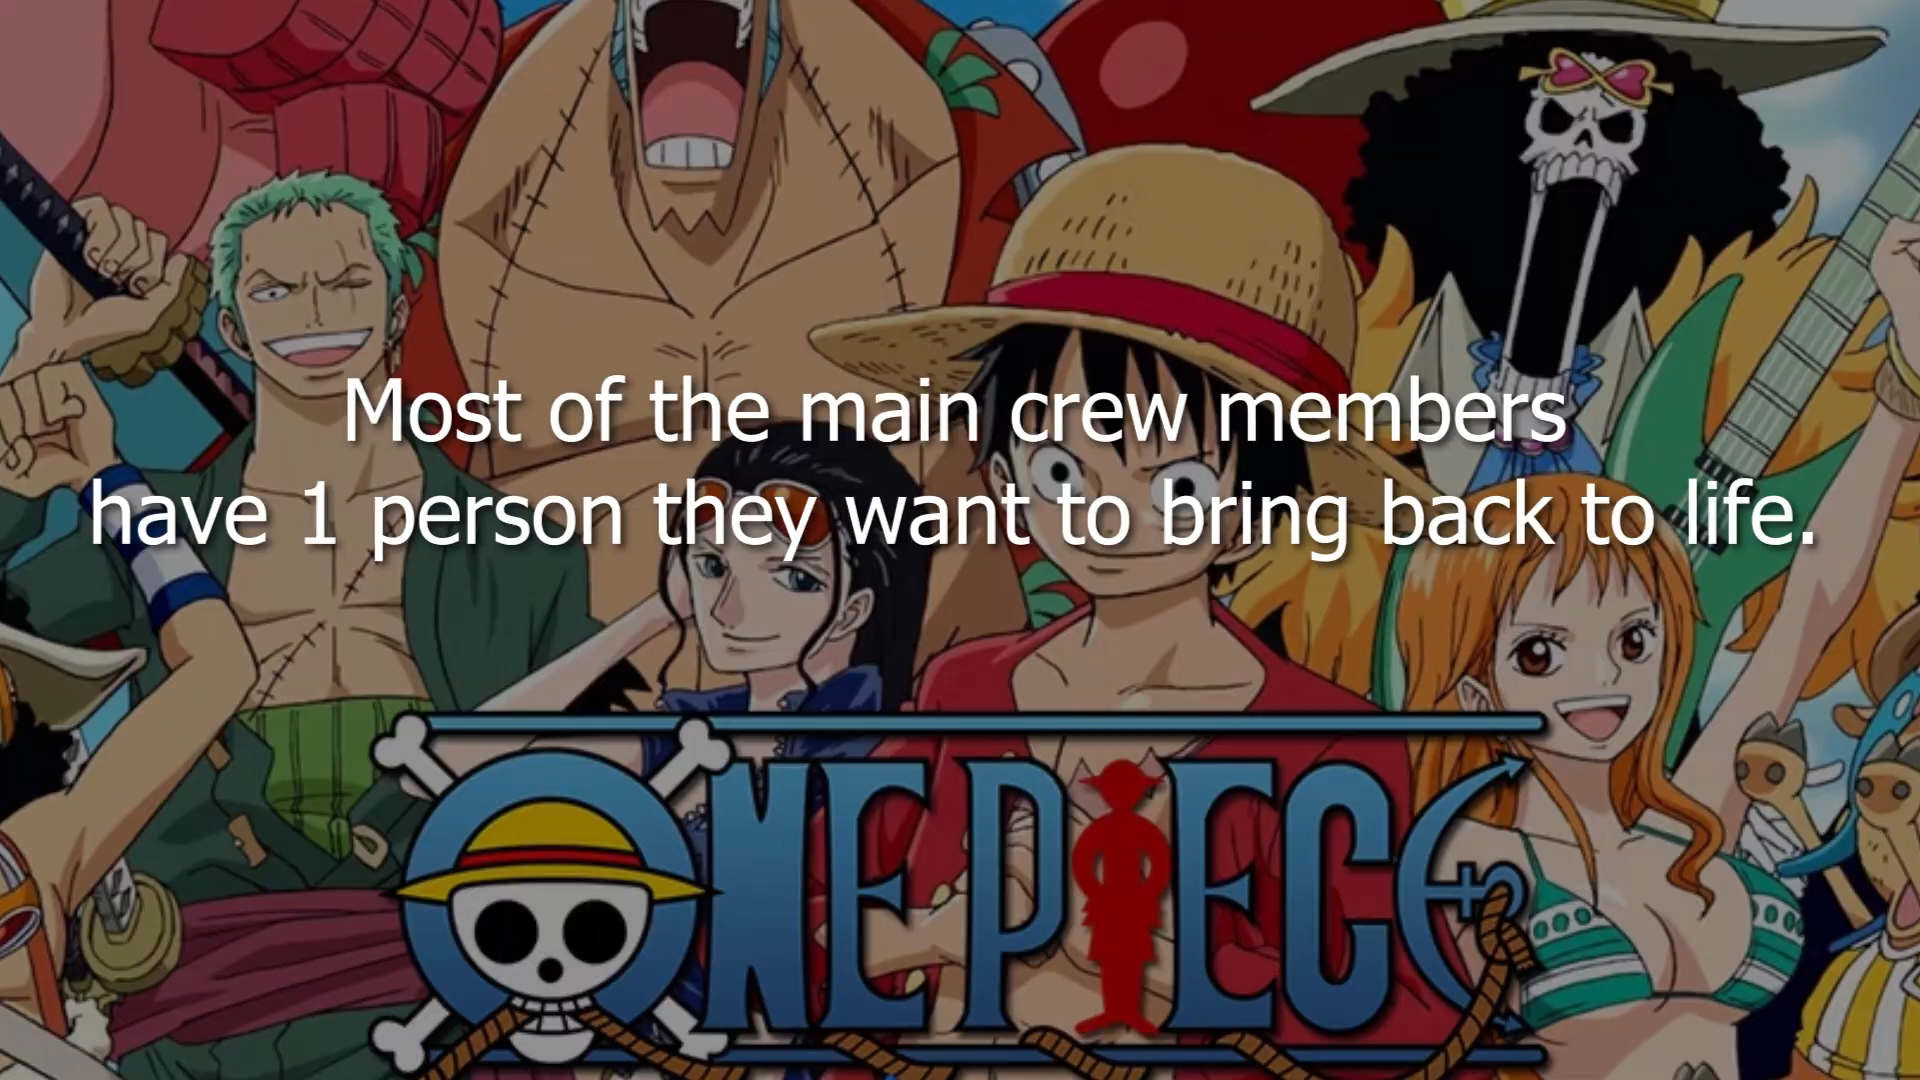 Most of the main crew members
have 1 person they want to bring back to life.
ONE PIECE